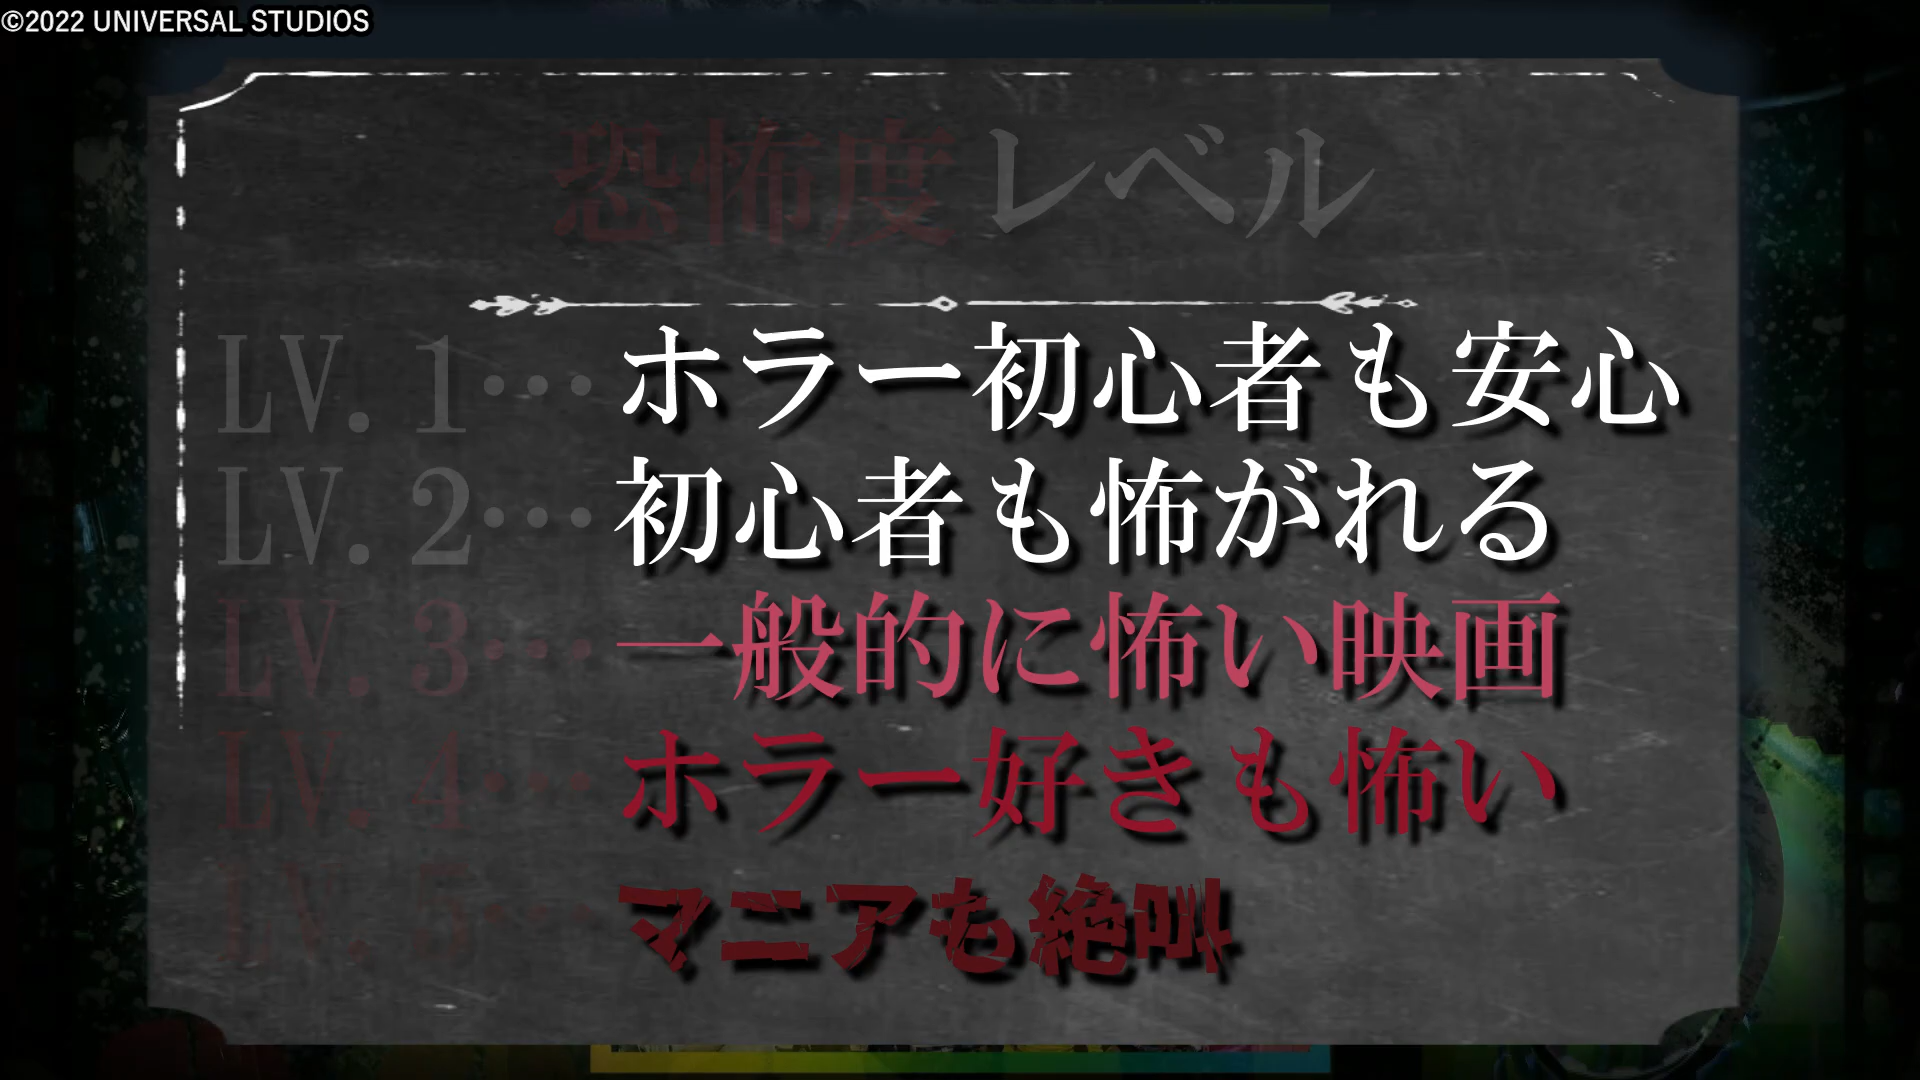 ©2022 UNIVERSAL STUDIOS
恐怖度レベル
LV. 1…ホラー初心者も安心
LV. 2…初心者も怖がれる
LV. 3…一般的に怖い映画
LV. 4…ホラー好きも怖い
LV. 5…マニアも絶叫